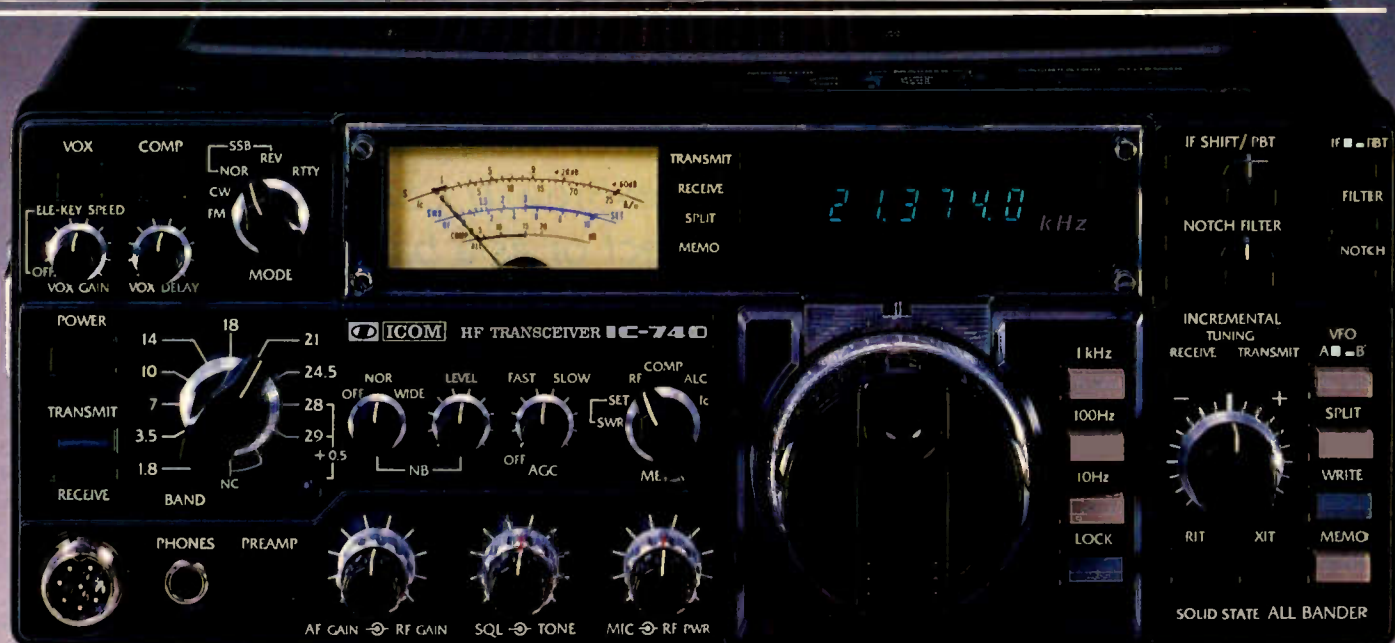 VOX COMP
SSB
NOR REV RTTY
CW
FM
ELE-KEY SPEED
OFF
VOX GAIN VOX DELAY MODE
S 1 5 9 +20dB +60dB
TRANSMIT
RECEIVE
SPLIT
MEMO
21.374.0 kHz
IF SHIFT/PBT
NOTCH FILTER
FILTER
NOTCH
POWER
TRANSMIT
RECEIVE
18
14 21
10 24.5
7 28
3.5 29
1.8 +0.5
NC
BAND
ICOM HF TRANSCEIVER IC-740
OFF NOR WIDE
LEVEL
NB
FAST SLOW
OFF AGC
SET
SWR
RF COMP ALC Ic
1kHz
100Hz
10Hz
LOCK
INCREMENTAL
TUNING
RECEIVE TRANSMIT
- +
RIT XIT
VFO
A B
SPLIT
WRITE
MEMO
PHONES PREAMP
AF GAIN RF GAIN SQL TONE MIC RF PWR
SOLID STATE ALL BANDER